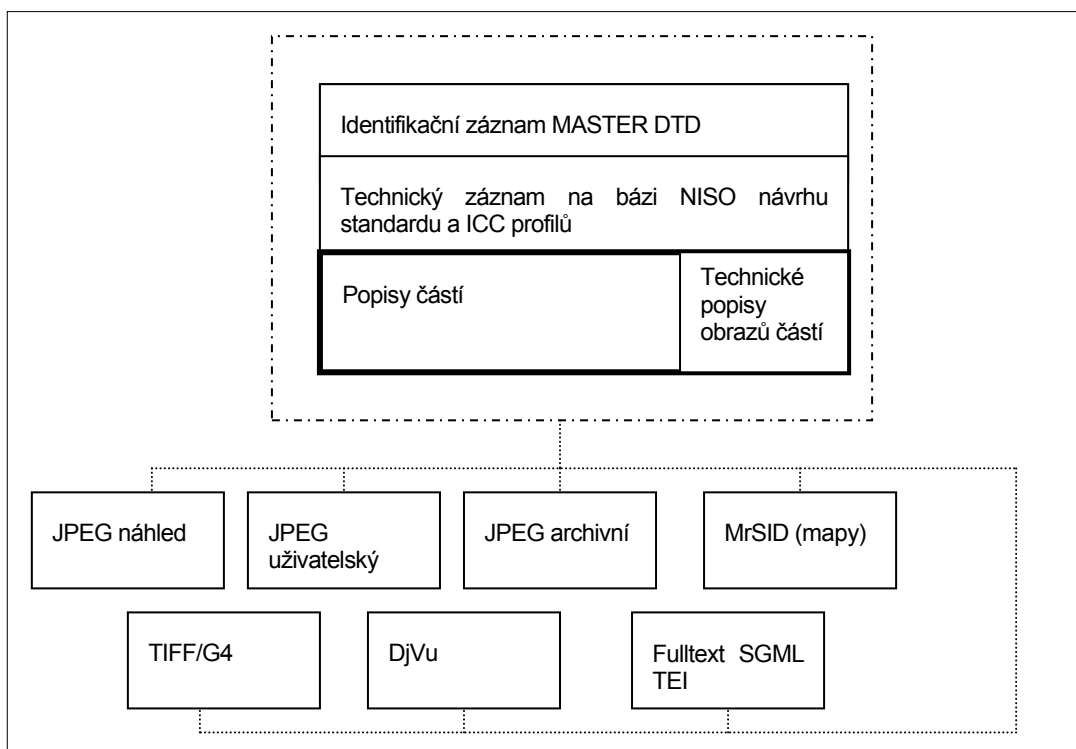 Identifikační záznam MASTER DTD
Technický záznam na bázi NISO návrhu
standardu a ICC profilů
Popisy částí
Technické
popisy
obrazů částí
JPEG náhled
JPEG
uživatelský
JPEG archivní
MrSID (mapy)
TIFF/G4
DjVu
Fulltext SGML
TEI